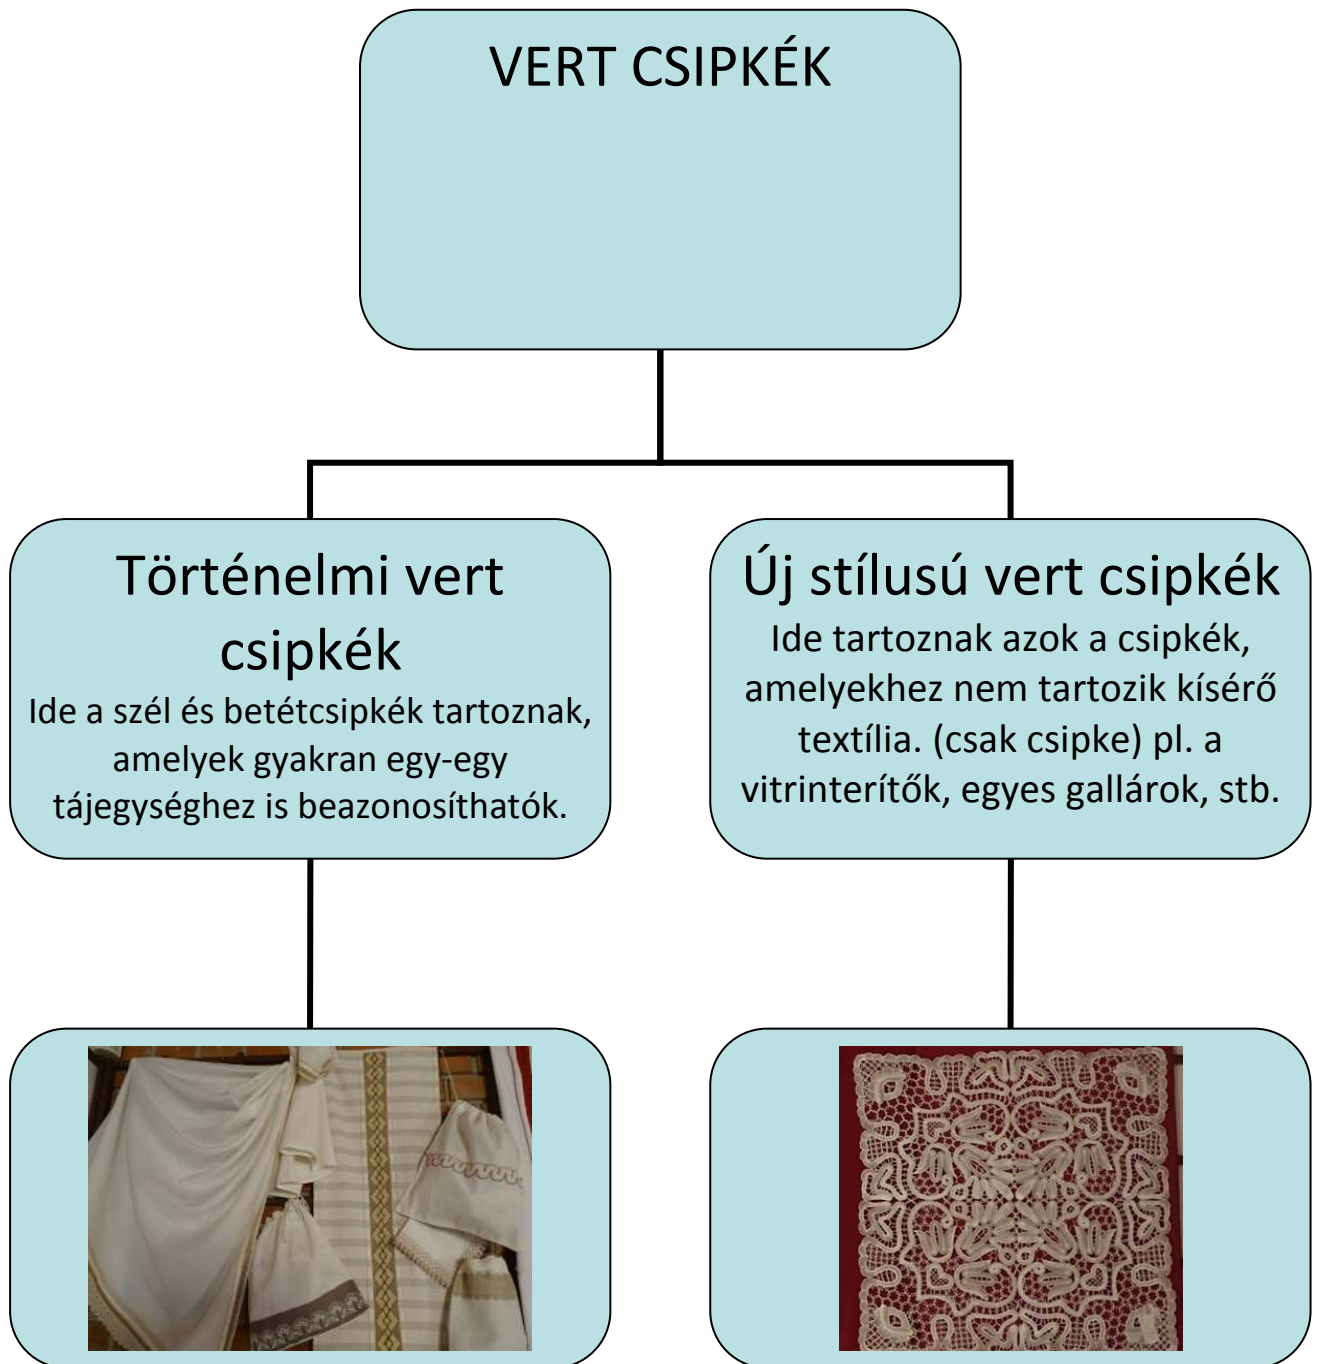 VERT CSIPKÉK
Történelmi vert
csipkék
Ide a szél és betétcsipkék tartoznak,
amelyek gyakran egy-egy
tájegységhez is beazonosíthatók.
Új stílusú vert csipkék
Ide tartoznak azok a csipkék,
amelyekhez nem tartozik kísérő
textília. (csak csipke) pl. a
vitrinterítők, egyes gallárok, stb.